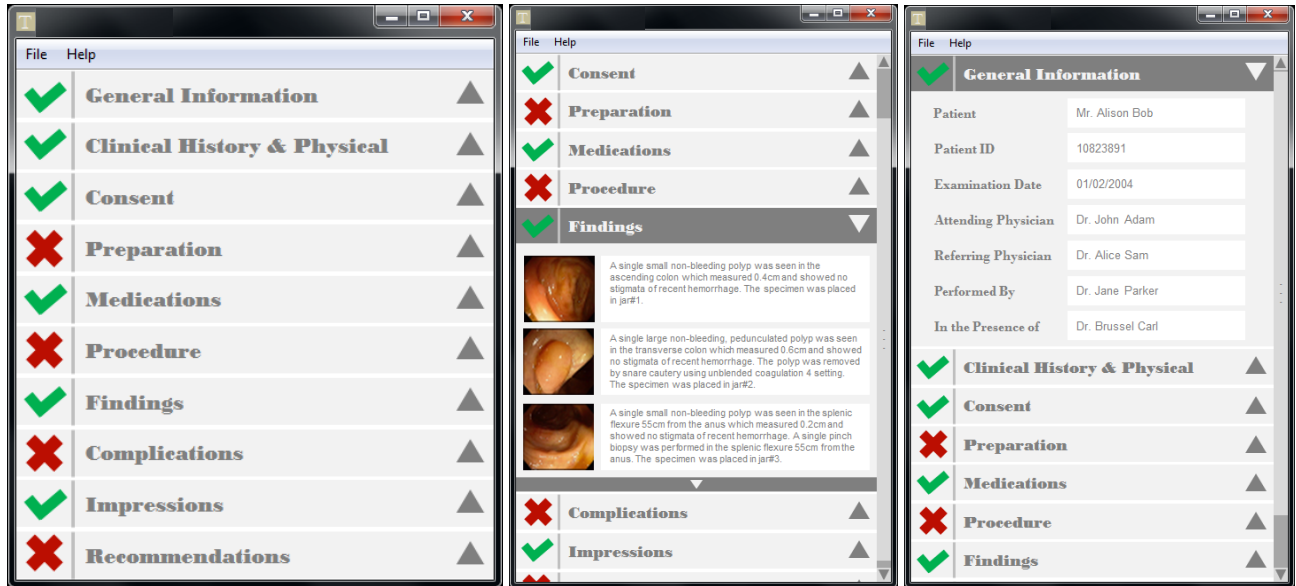 T
File Help
General Information
Clinical History & Physical
Consent
Preparation
Medications
Procedure
Findings
Complications
Impressions
Recommendations
T
File Help
Consent
Preparation
Medications
Procedure
Findings
A single small non-bleeding polyp was seen in the
ascending colon which measured 0.4cm and showed no
stigmata of recent hemorrhage. The specimen was placed
in jar#1.
A single large non-bleeding, pedunculated polyp was seen
in the transverse colon which measured 0.6cm and showed
no stigmata of recent hemorrhage. The polyp was removed
by snare cautery using unblended coagulation 4 setting.
The specimen was placed in jar#2.
A single small non-bleeding polyp was seen in the splenic
flexure 55cm from the anus which measured 0.2cm and
showed no stigmata of recent hemorrhage. A single pinch
biopsy was performed in the splenic flexure 55cm from the
anus. The specimen was placed in jar#3.
Complications
Impressions
T
File Help
General Information
Patient Mr. Alison Bob
Patient ID 10823891
Examination Date 01/02/2004
Attending Physician Dr. John Adam
Referring Physician Dr. Alice Sam
Performed By Dr. Jane Parker
In the Presence of Dr. Brussel Carl
Clinical History & Physical
Consent
Preparation
Medications
Procedure
Findings